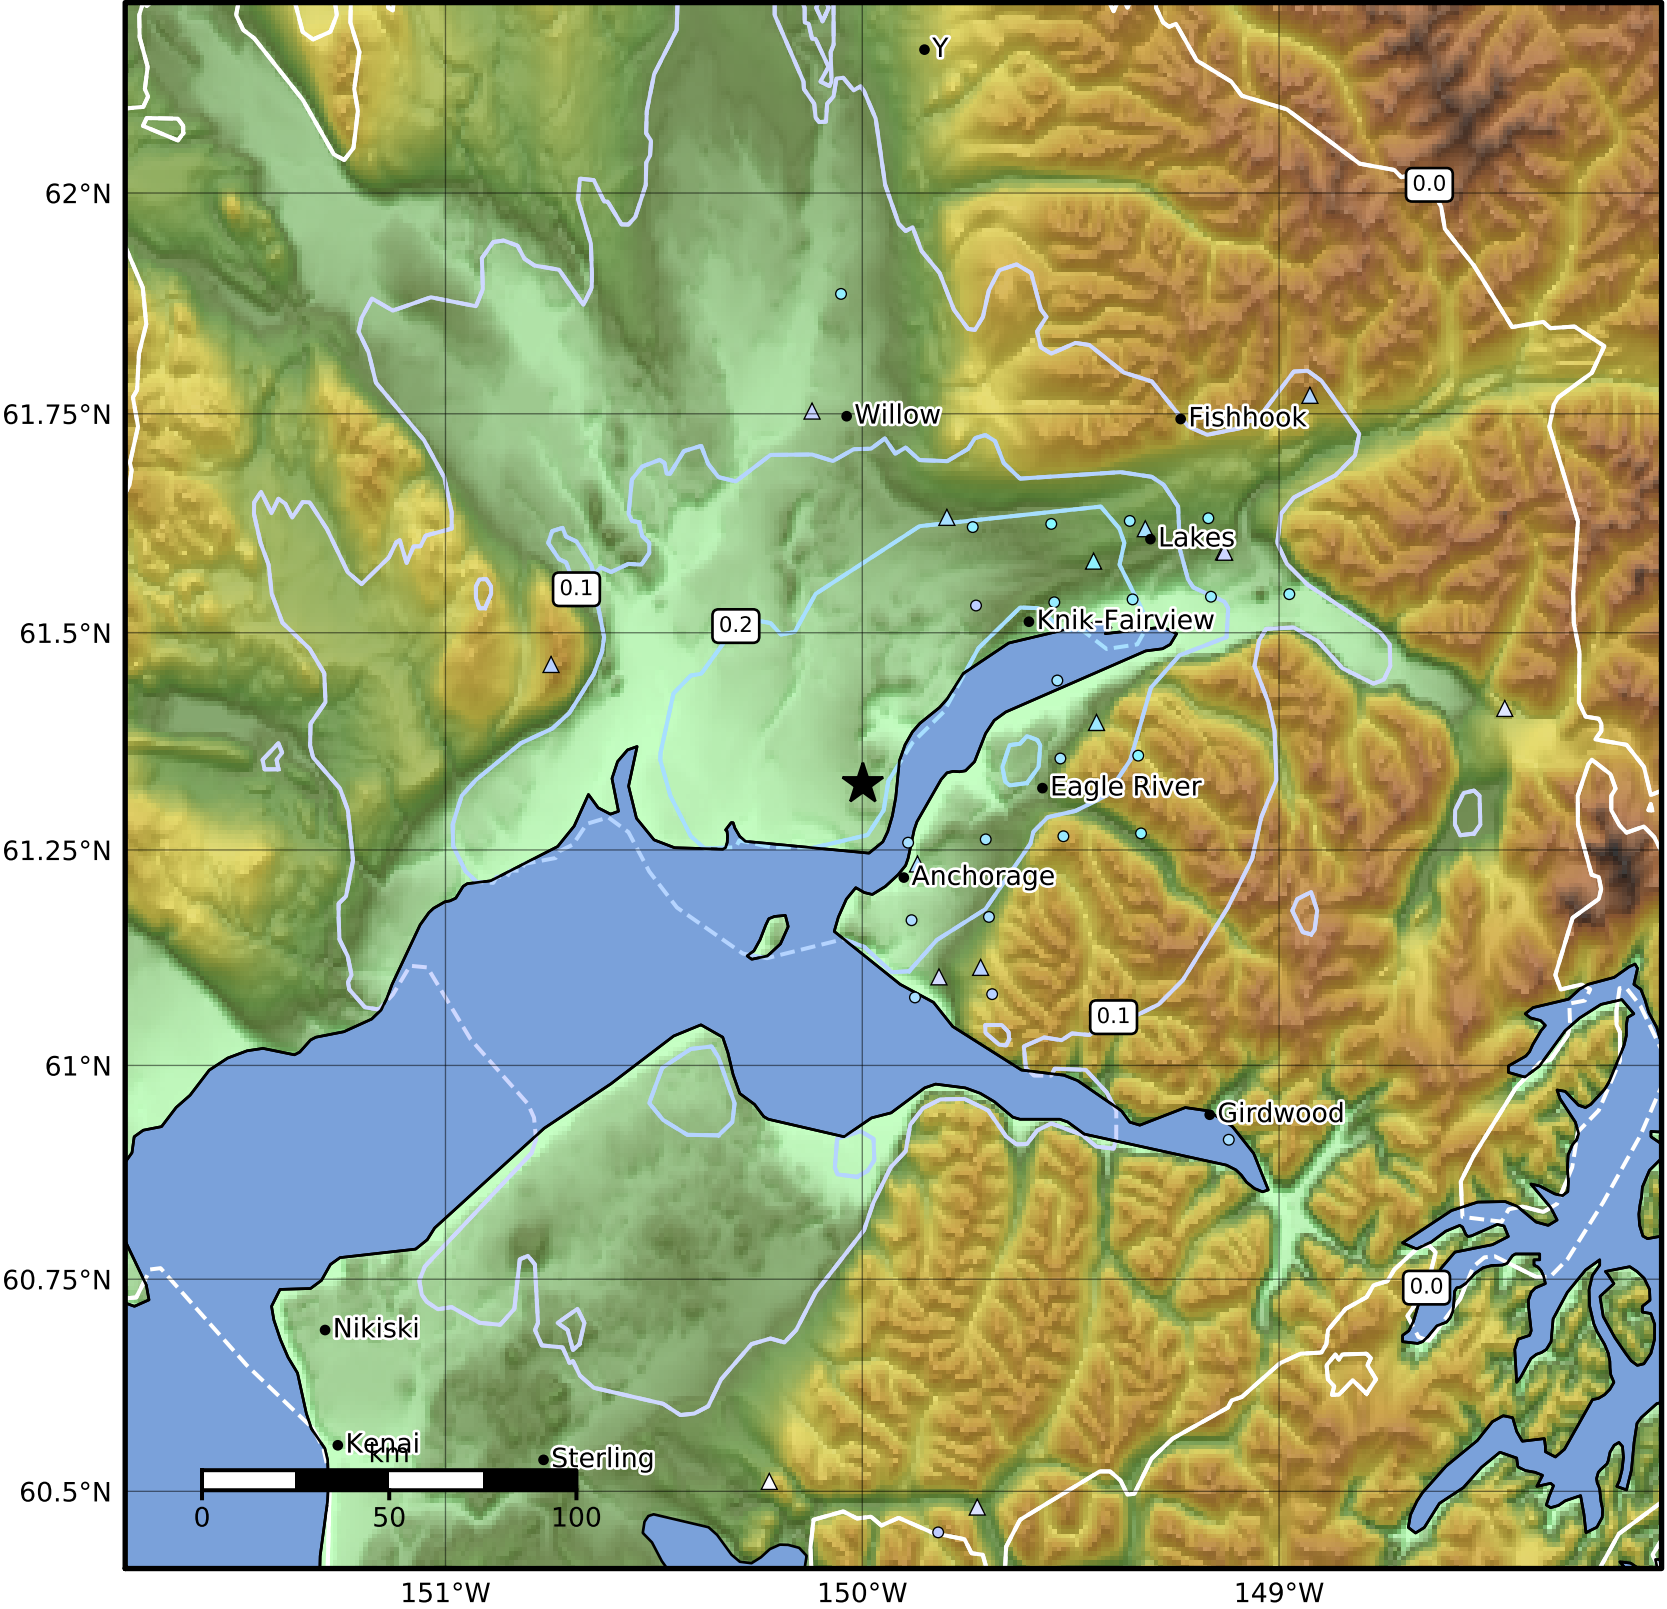 Y
62°N
0.0
61.75°N
Willow
Fishhook
Lakes
0.1
0.2
61.5°N
Knik-Fairview
Eagle River
61.25°N
Anchorage
0.1
61°N
Girdwood
60.75°N
0.0
Nikiski
Kenai
km
Sterling
60.5°N
0 50 100
151°W 150°W 149°W